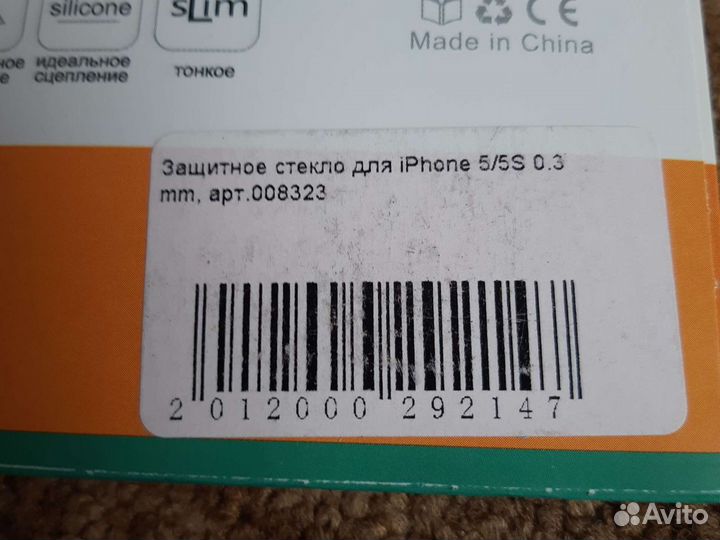 silicone
sLim
ное
е
идеальное
сцепление
тонкое
Made in China
Защитное стекло для iPhone 5/5S 0.3
mm, арт.008323
2 012000 292147
Avito